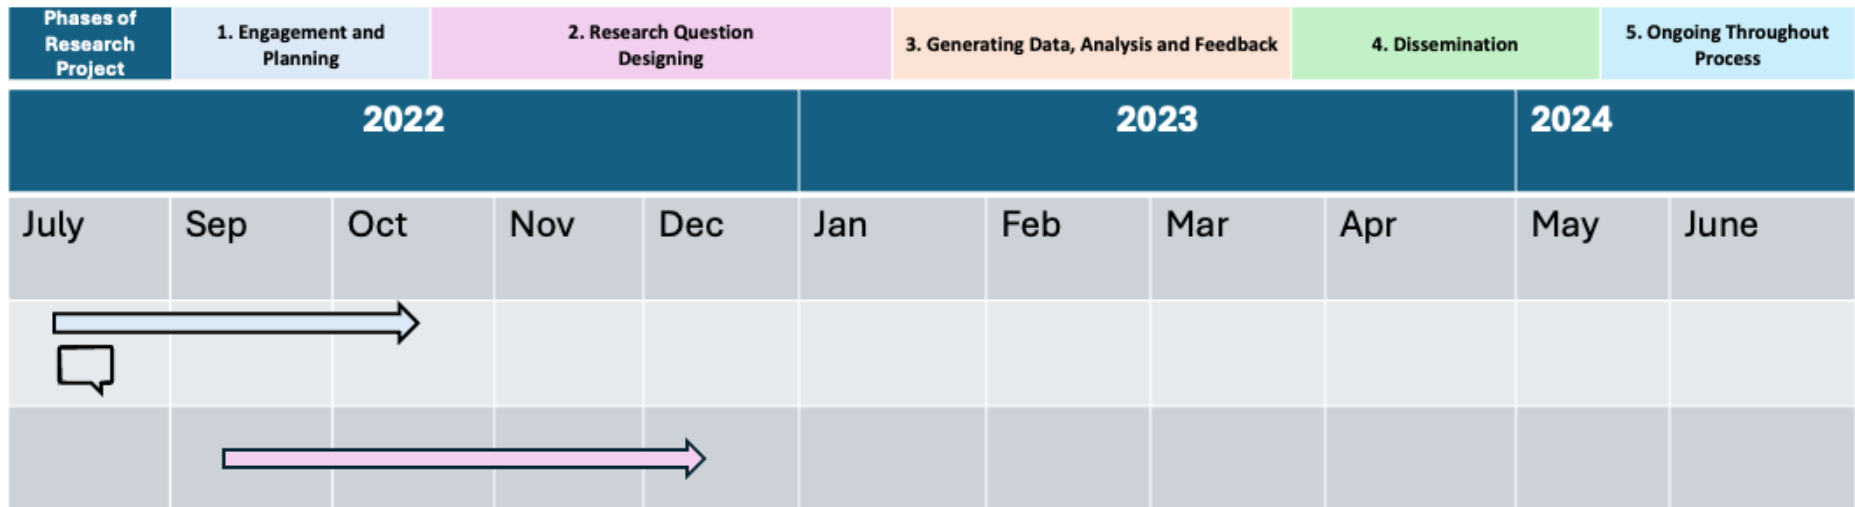 Phases of
Research
Project
1. Engagement and
Planning
2. Research Question
Designing
3. Generating Data, Analysis and Feedback
4. Dissemination
5. Ongoing Throughout
Process
2022 2023 2024
July Sep Oct Nov Dec Jan Feb Mar Apr May June